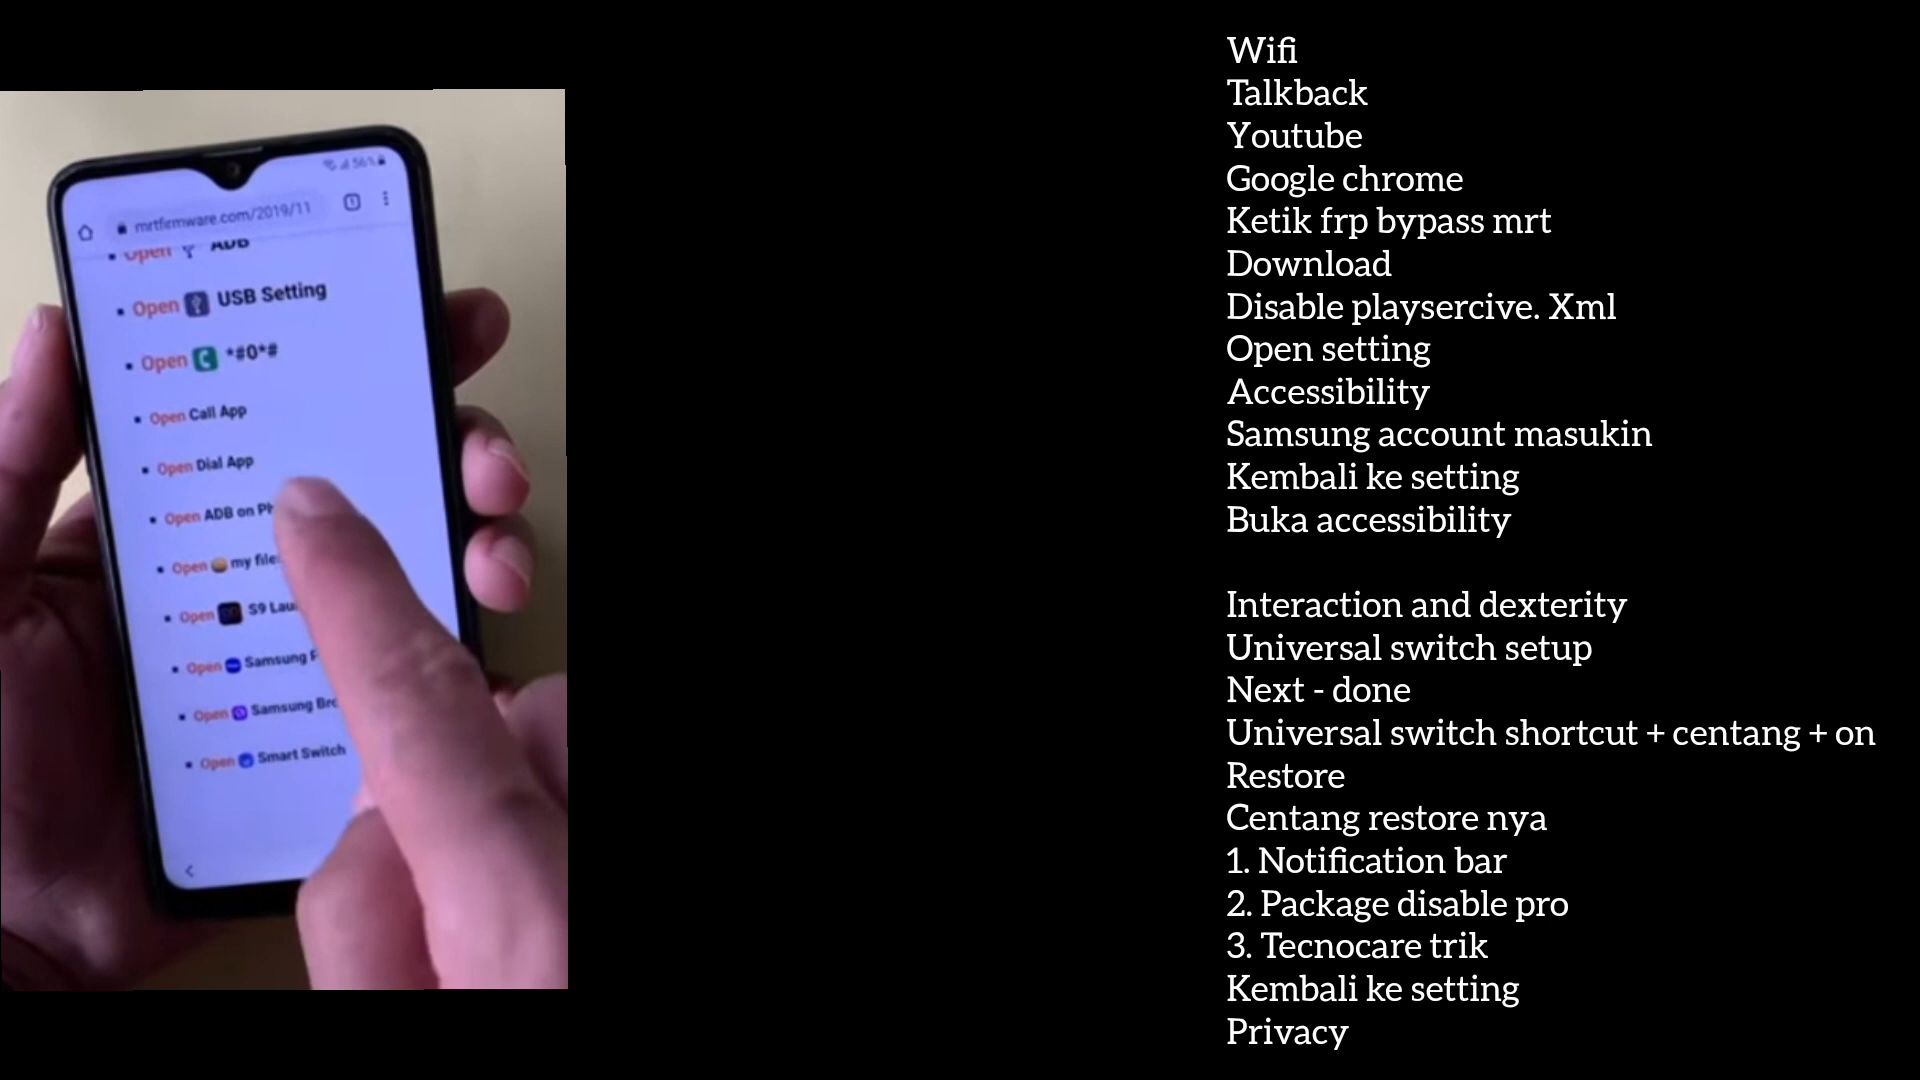 56%
mrtfirmware.com/2019/11
Open ADB
Open USB Setting
Open *#0*#
Open Call App
Open Dial App
Open ADB on
Open my
Open S9
Open Samsung
Open Samsung
Open Smart Switch
Wifi
Talkback
Youtube
Google chrome
Ketik frp bypass mrt
Download
Disable playsercive. Xml
Open setting
Accessibility
Samsung account masukin
Kembali ke setting
Buka accessibility
Interaction and dexterity
Universal switch setup
Next - done
Universal switch shortcut + centang + on
Restore
Centang restore nya
1. Notification bar
2. Package disable pro
3. Tecnocare trik
Kembali ke setting
Privacy